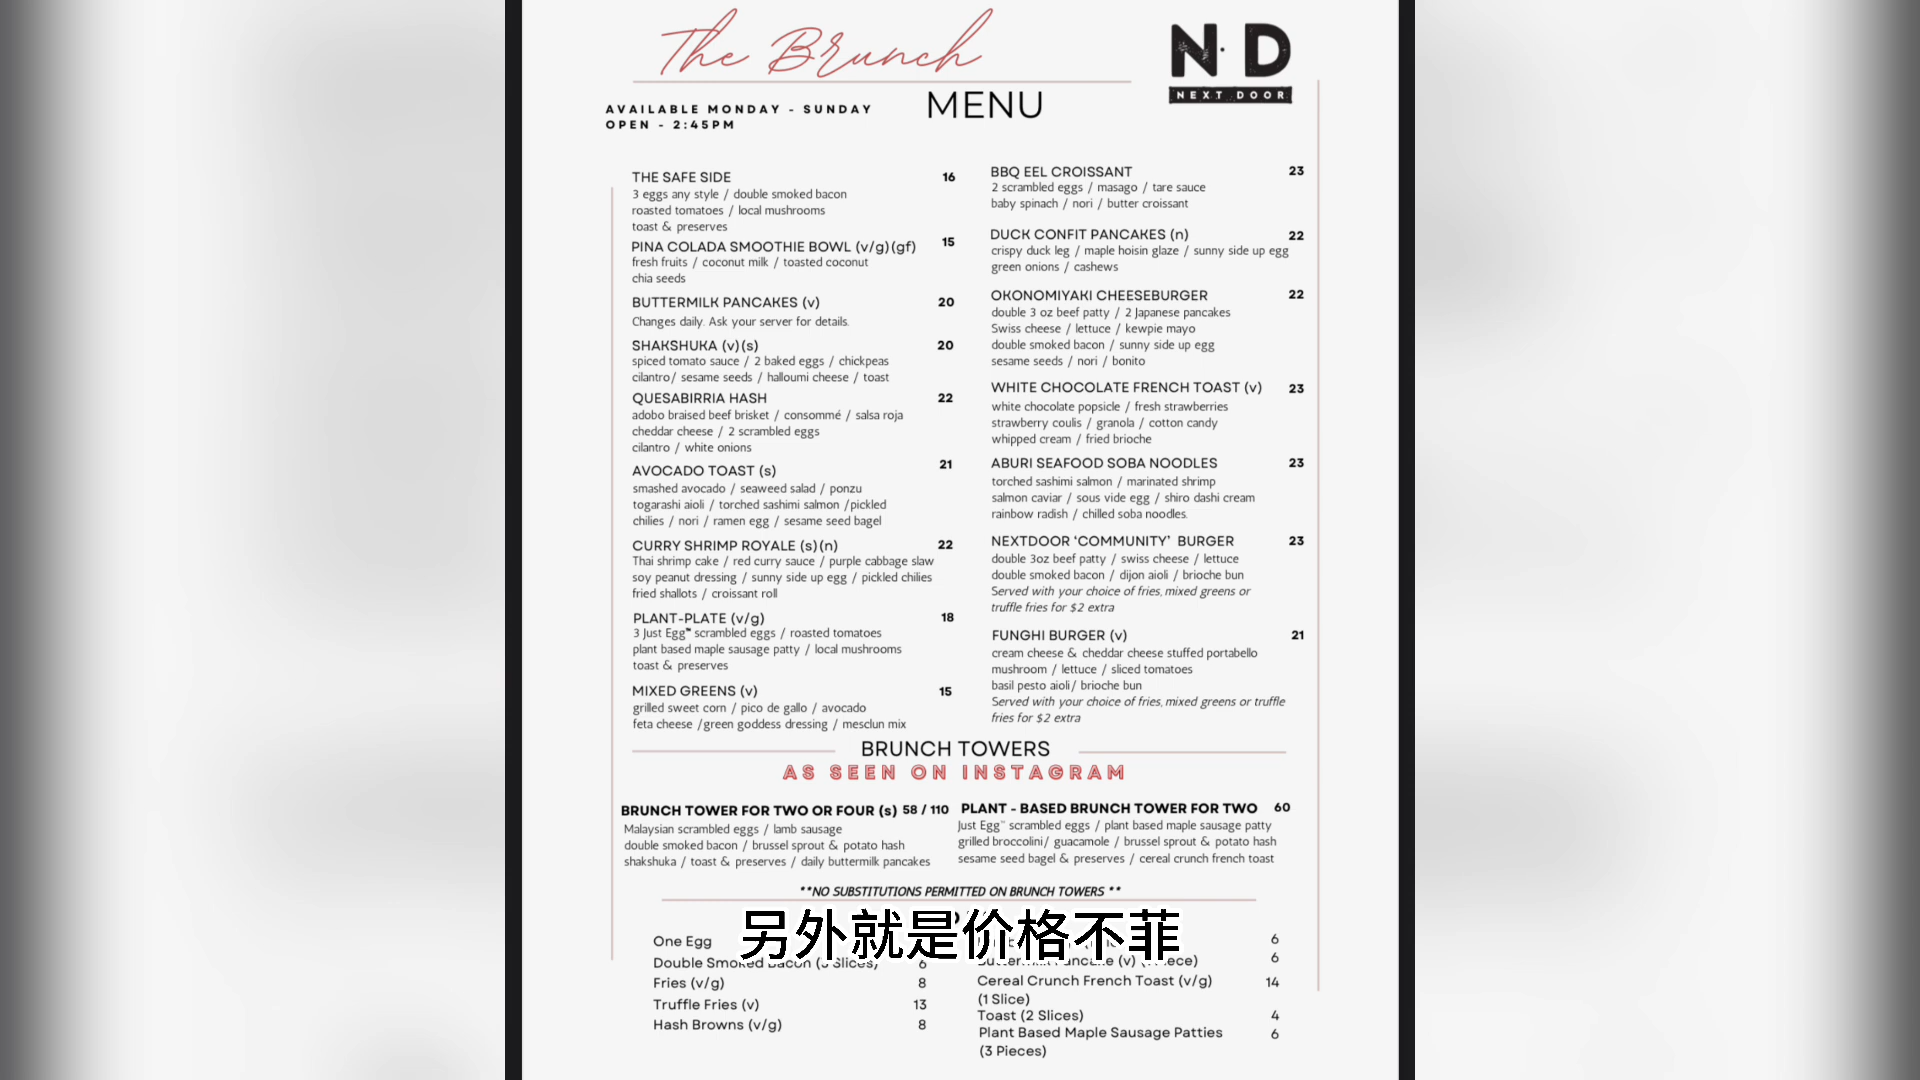 The Brunch
MENU
N·D
NEXT DOOR
AVAILABLE MONDAY - SUNDAY
OPEN - 2:45PM
THE SAFE SIDE 16
3 eggs any style / double smoked bacon
roasted tomatoes / local mushrooms
toast & preserves
PINA COLADA SMOOTHIE BOWL (v/g)(gf) 15
fresh fruits / coconut milk / toasted coconut
chia seeds
BUTTERMILK PANCAKES (v) 20
Changes daily. Ask your server for details.
SHAKSHUKA (v)(s) 20
spiced tomato sauce / 2 baked eggs / chickpeas
cilantro/ sesame seeds / halloumi cheese / toast
QUESABIRRIA HASH 22
adobo braised beef brisket / consommé / salsa roja
cheddar cheese / 2 scrambled eggs
cilantro / white onions
AVOCADO TOAST (s) 21
smashed avocado / seaweed salad / ponzu
togarashi aioli / torched sashimi salmon /pickled
chilies / nori / ramen egg / sesame seed bagel
CURRY SHRIMP ROYALE (s)(n) 22
Thai shrimp cake / red curry sauce / purple cabbage slaw
soy peanut dressing / sunny side up egg / pickled chilies
fried shallots / croissant roll
PLANT-PLATE (v/g) 18
3 Just Egg™ scrambled eggs / roasted tomatoes
plant based maple sausage patty / local mushrooms
toast & preserves
MIXED GREENS (v) 15
grilled sweet corn / pico de gallo / avocado
feta cheese /green goddess dressing / mesclun mix
BBQ EEL CROISSANT 23
2 scrambled eggs / masago / tare sauce
baby spinach / nori / butter croissant
DUCK CONFIT PANCAKES (n) 22
crispy duck leg / maple hoisin glaze / sunny side up egg
green onions / cashews
OKONOMIYAKI CHEESEBURGER 22
double 3 oz beef patty / 2 Japanese pancakes
Swiss cheese / lettuce / kewpie mayo
double smoked bacon / sunny side up egg
sesame seeds / nori / bonito
WHITE CHOCOLATE FRENCH TOAST (v) 23
white chocolate popsicle / fresh strawberries
strawberry coulis / granola / cotton candy
whipped cream / fried brioche
ABURI SEAFOOD SOBA NOODLES 23
torched sashimi salmon / marinated shrimp
salmon caviar / sous vide egg / shiro dashi cream
rainbow radish / chilled soba noodles.
NEXTDOOR ‘COMMUNITY’ BURGER 23
double 3oz beef patty / swiss cheese / lettuce
double smoked bacon / dijon aioli / brioche bun
Served with your choice of fries, mixed greens or
truffle fries for $2 extra
FUNGHI BURGER (v) 21
cream cheese & cheddar cheese stuffed portabello
mushroom / lettuce / sliced tomatoes
basil pesto aioli/ brioche bun
Served with your choice of fries, mixed greens or truffle
fries for $2 extra
BRUNCH TOWERS
AS SEEN ON INSTAGRAM
BRUNCH TOWER FOR TWO OR FOUR (s) 58 / 110
Malaysian scrambled eggs / lamb sausage
double smoked bacon / brussel sprout & potato hash
shakshuka / toast & preserves / daily buttermilk pancakes
PLANT - BASED BRUNCH TOWER FOR TWO 60
Just Egg™ scrambled eggs / plant based maple sausage patty
grilled broccolini/ guacamole / brussel sprout & potato hash
sesame seed bagel & preserves / cereal crunch french toast
**NO SUBSTITUTIONS PERMITTED ON BRUNCH TOWERS **
另外就是价格不菲
One Egg
Double Smoked Bacon (3 Slices) 6
Fries (v/g) 8
Truffle Fries (v) 13
Hash Browns (v/g) 8
6
Buttermilk Pancake (v) (1 Piece) 6
Cereal Crunch French Toast (v/g) 14
(1 Slice)
Toast (2 Slices) 4
Plant Based Maple Sausage Patties 6
(3 Pieces)